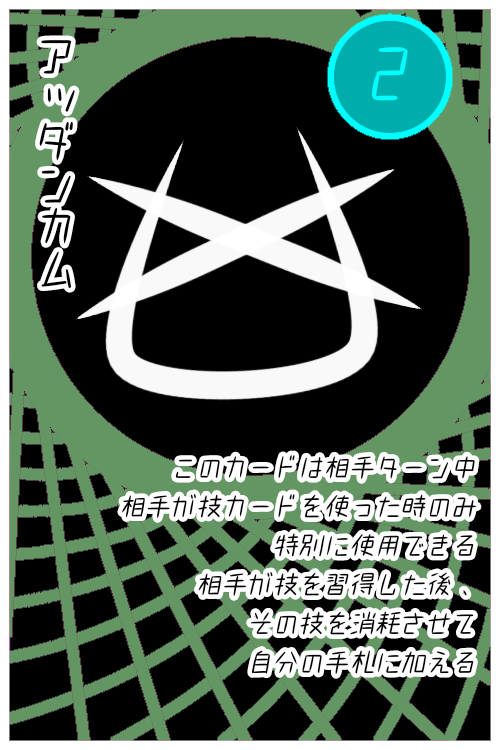 アツダンカム
2
このカードは相手ターン中
相手が技カードを使った時のみ
特別に使用できる
相手が技を習得した後、
その技を消耗させて
自分の手札に加える